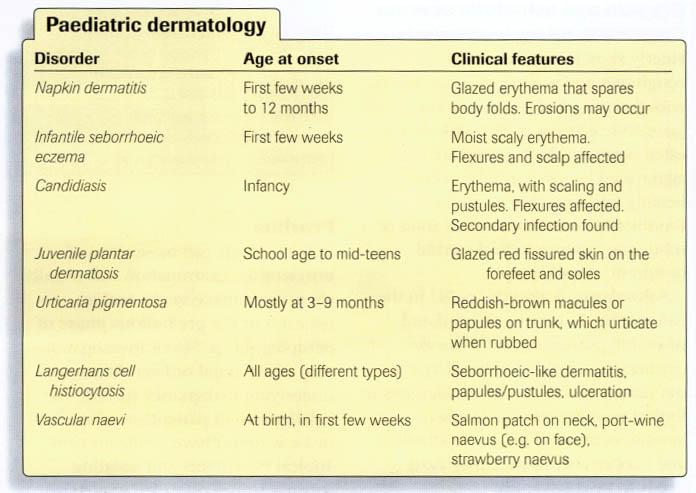 Paediatric dermatology
Disorder Age at onset Clinical features
Napkin dermatitis First few weeks Glazed erythema that spares
to 12 months body folds. Erosions may occur
Infantile seborrhoeic First few weeks Moist scaly erythema.
eczema Flexures and scalp affected
Candidiasis Infancy Erythema, with scaling and
pustules. Flexures affected.
Secondary infection found
Juvenile plantar School age to mid-teens Glazed red fissured skin on the
dermatosis forefeet and soles
Urticaria pigmentosa Mostly at 3–9 months Reddish-brown macules or
papules on trunk, which urticate
when rubbed
Langerhans cell All ages (different types) Seborrhoeic-like dermatitis,
histiocytosis papules/pustules, ulceration
Vascular naevi At birth, in first few weeks Salmon patch on neck, port-wine
naevus (e.g. on face),
strawberry naevus